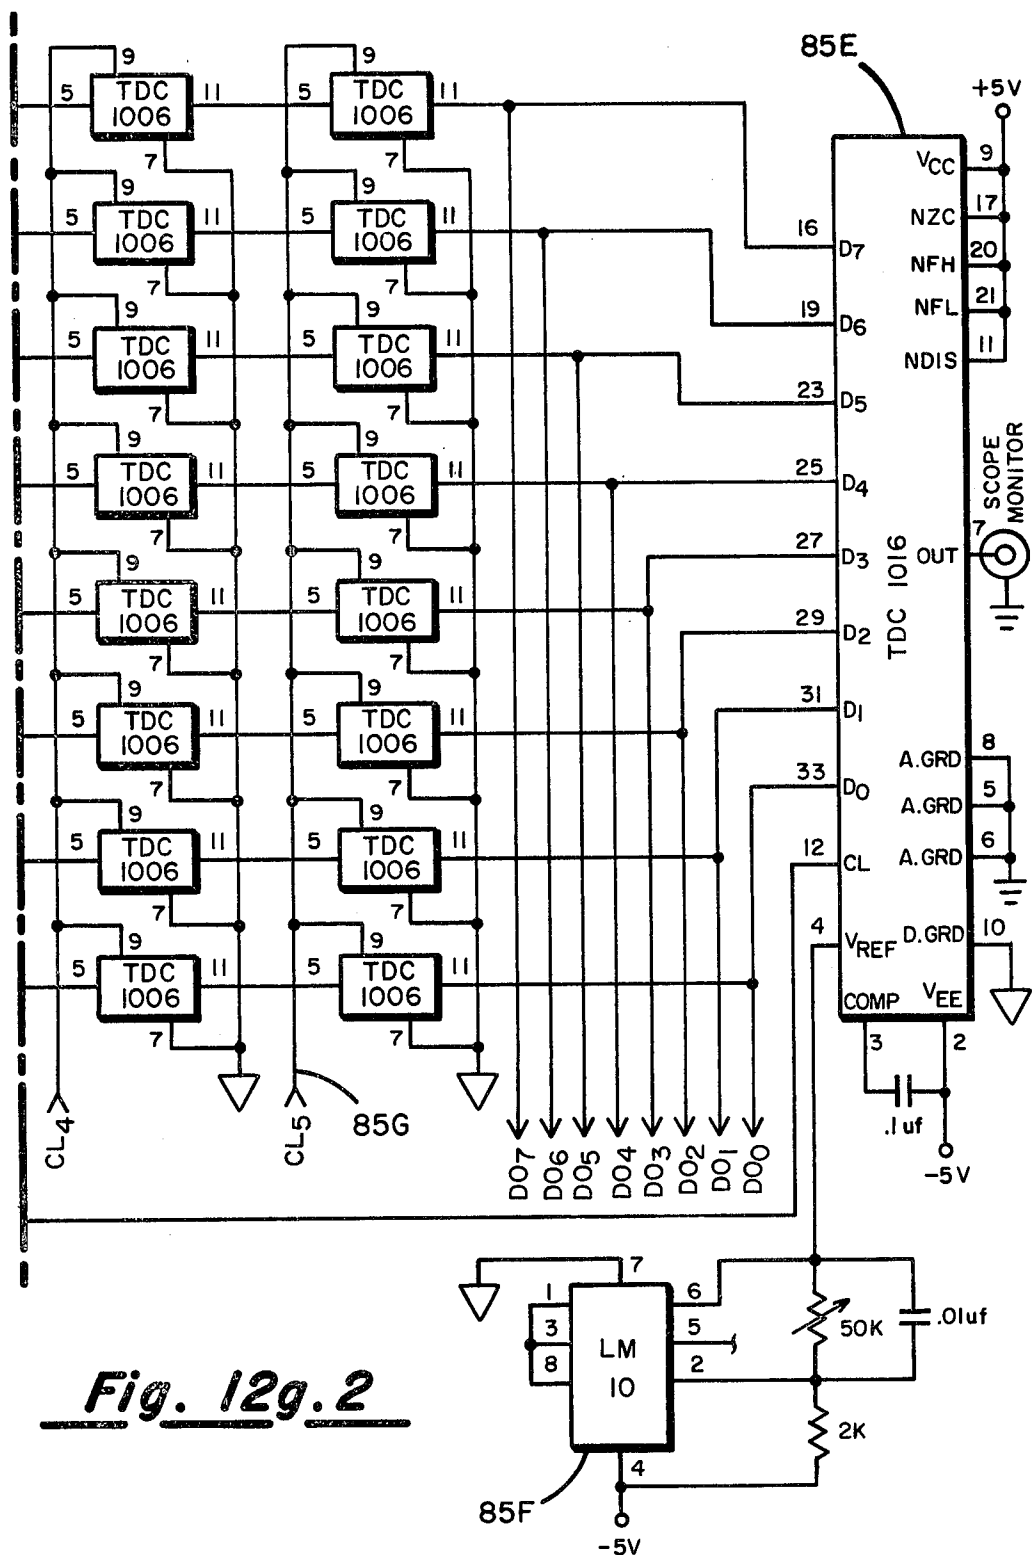 85E
+5V
9 9
5 TDC 1006 11 5 TDC 1006 11
7 7
VCC 9
9 9
5 TDC 1006 11 5 TDC 1006 11
7 7
NZC 17
16 D7
NFH 20
9 9
5 TDC 1006 11 5 TDC 1006 11
7 7
19 D6
NFL 21
NDIS 11
23 D5
9 9
5 TDC 1006 11 5 TDC 1006 11
7 7
25 D4
SCOPE
MONITOR
9 9
5 TDC 1006 11 5 TDC 1006 11
7 7
27 D3
TDC 1016
OUT 7
29 D2
9 9
5 TDC 1006 11 5 TDC 1006 11
7 7
31 D1
A.GRD 8
33 D0
A.GRD 5
9 9
5 TDC 1006 11 5 TDC 1006 11
7 7
12 CL
A.GRD 6
9 9
5 TDC 1006 11 5 TDC 1006 11
7 7
4 VREF
D.GRD 10
COMP VEE
3 2
.1uf
-5V
CL4
CL5
85G
DO7 DO6 DO5 DO4 DO3 DO2 DO1 DO0
7
1 6
3 5
8 2
LM
10
4
50K
.01uf
2K
85F
-5V
Fig. 12g.2